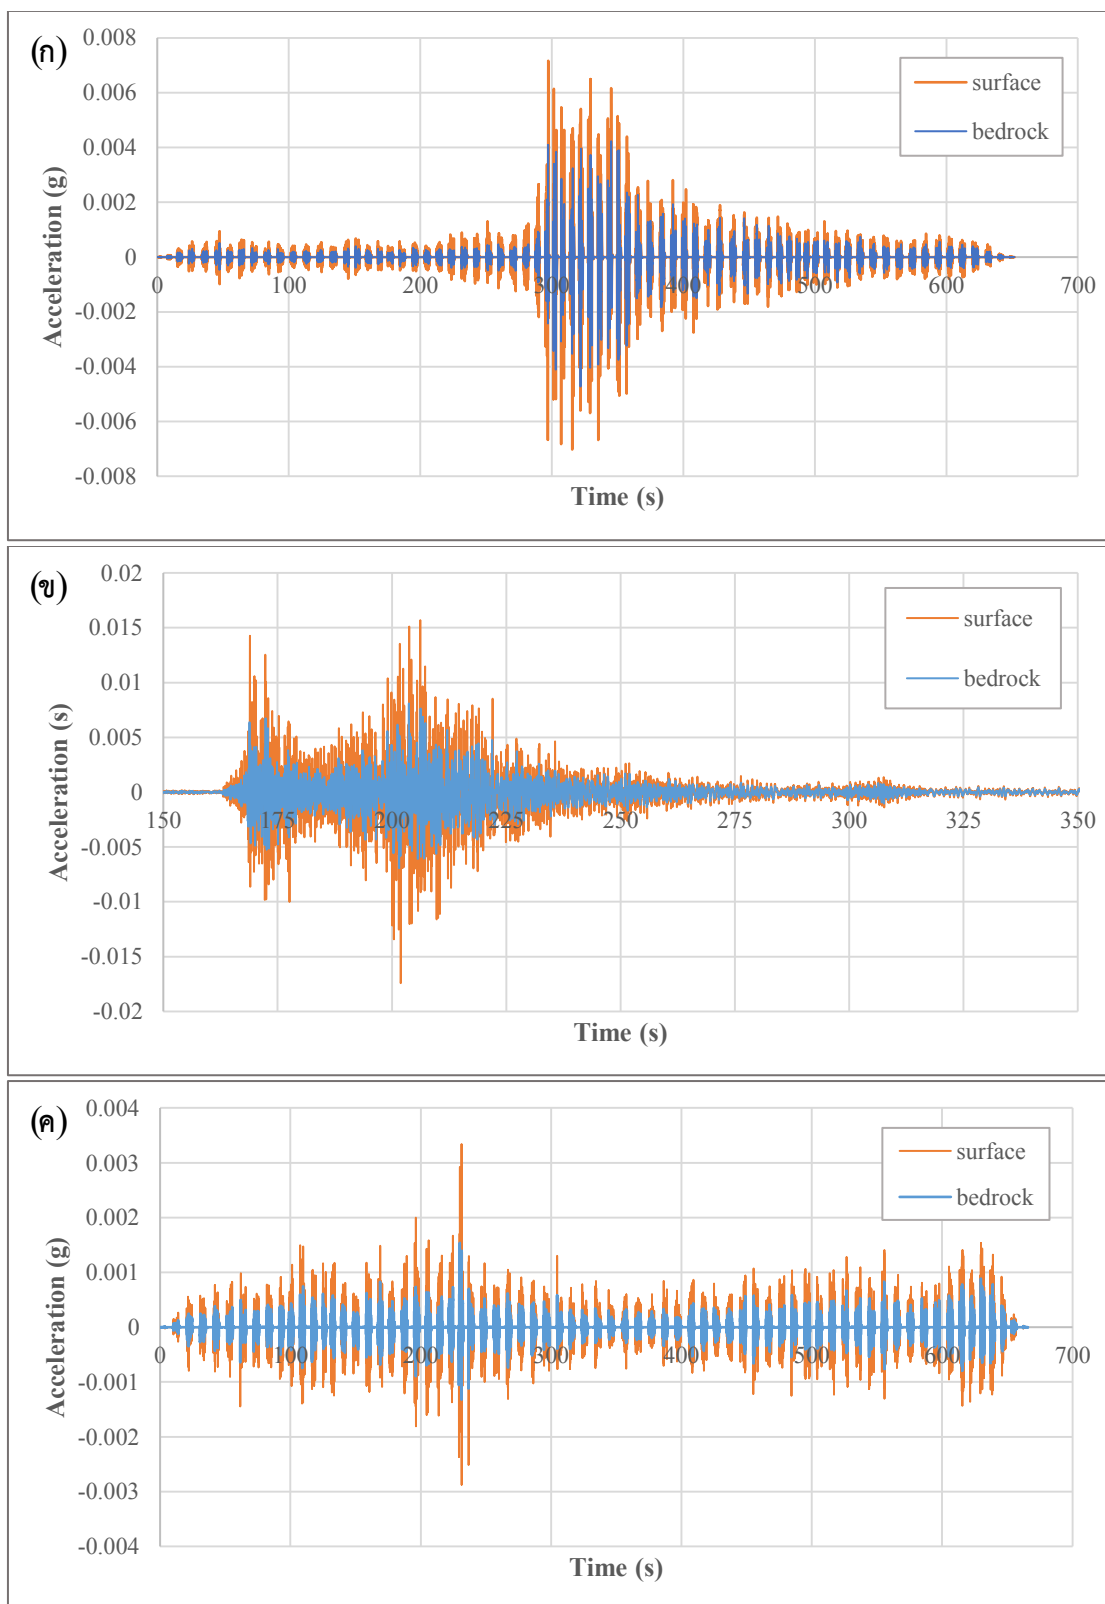 (ก)
0.008
0.006
0.004
0.002
0
-0.002
-0.004
-0.006
-0.008
0 100 200 300 400 500 600 700
Acceleration (g)
Time (s)
surface
bedrock
(ข)
0.02
0.015
0.01
0.005
0
-0.005
-0.01
-0.015
-0.02
150 175 200 225 250 275 300 325 350
Acceleration (s)
Time (s)
surface
bedrock
(ค)
0.004
0.003
0.002
0.001
0
-0.001
-0.002
-0.003
-0.004
0 100 200 300 400 500 600 700
Acceleration (g)
Time (s)
surface
bedrock